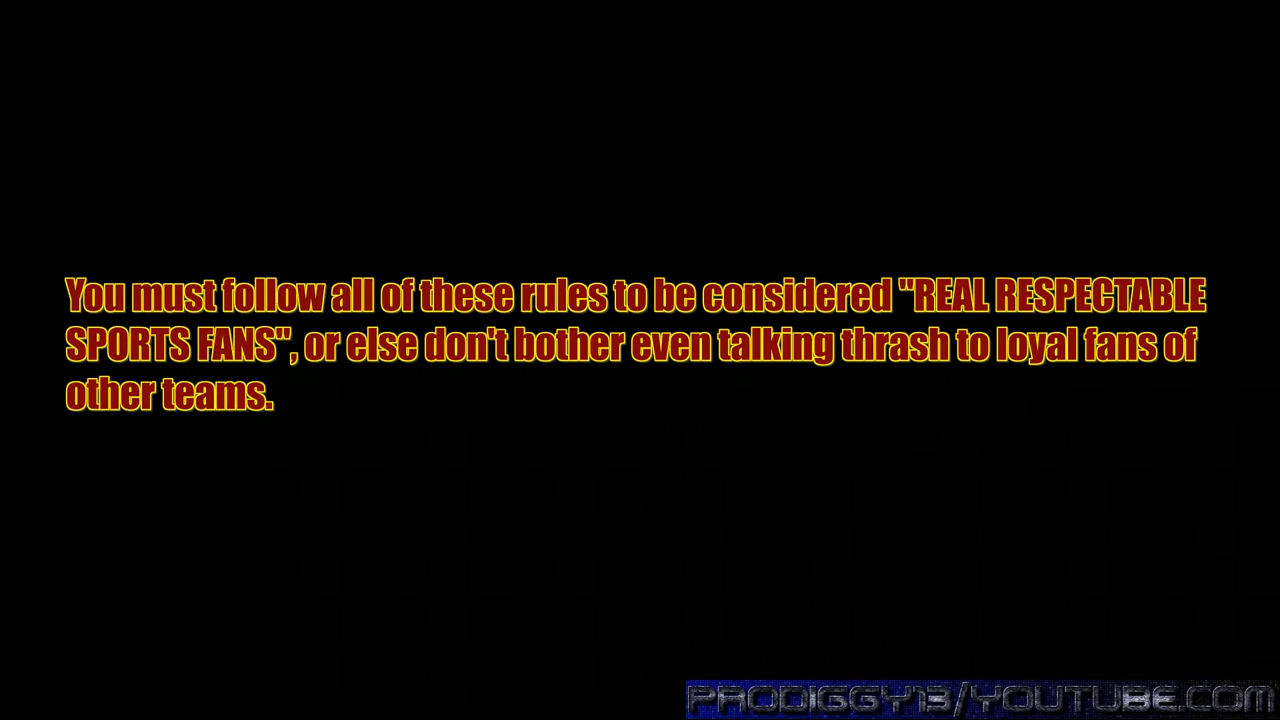 You must follow all of these rules to be considered "REAL RESPECTABLE
SPORTS FANS", or else don't bother even talking thrash to loyal fans of
other teams.
PRODIGGY13/YOUTUBE.COM